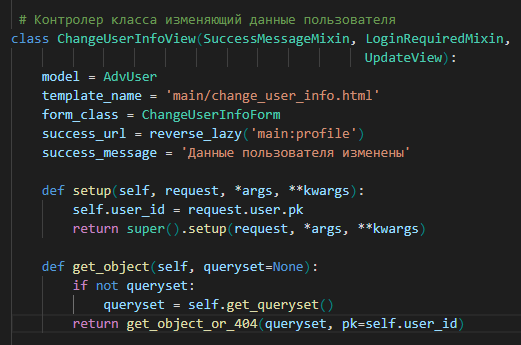 # Контролер класса изменяющий данные пользователя
class ChangeUserInfoView(SuccessMessageMixin, LoginRequiredMixin,
UpdateView):
model = AdvUser
template_name = 'main/change_user_info.html'
form_class = ChangeUserInfoForm
success_url = reverse_lazy('main:profile')
success_message = 'Данные пользователя изменены'
def setup(self, request, *args, **kwargs):
self.user_id = request.user.pk
return super().setup(request, *args, **kwargs)
def get_object(self, queryset=None):
if not queryset:
queryset = self.get_queryset()
return get_object_or_404(queryset, pk=self.user_id)